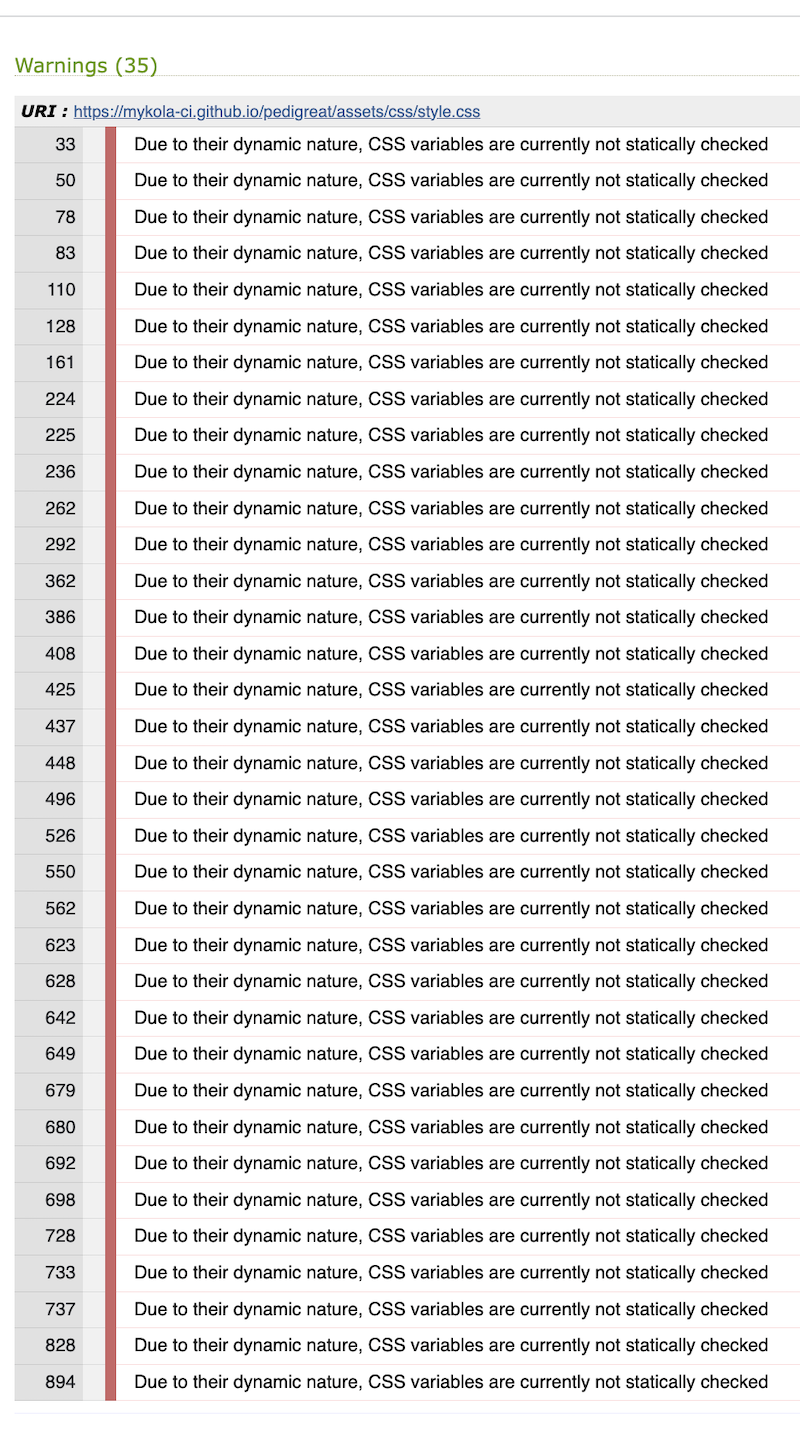 Warnings (35)
URI : https://mykola-ci.github.io/pedigreat/assets/css/style.css
33 Due to their dynamic nature, CSS variables are currently not statically checked
50 Due to their dynamic nature, CSS variables are currently not statically checked
78 Due to their dynamic nature, CSS variables are currently not statically checked
83 Due to their dynamic nature, CSS variables are currently not statically checked
110 Due to their dynamic nature, CSS variables are currently not statically checked
128 Due to their dynamic nature, CSS variables are currently not statically checked
161 Due to their dynamic nature, CSS variables are currently not statically checked
224 Due to their dynamic nature, CSS variables are currently not statically checked
225 Due to their dynamic nature, CSS variables are currently not statically checked
236 Due to their dynamic nature, CSS variables are currently not statically checked
262 Due to their dynamic nature, CSS variables are currently not statically checked
292 Due to their dynamic nature, CSS variables are currently not statically checked
362 Due to their dynamic nature, CSS variables are currently not statically checked
386 Due to their dynamic nature, CSS variables are currently not statically checked
408 Due to their dynamic nature, CSS variables are currently not statically checked
425 Due to their dynamic nature, CSS variables are currently not statically checked
437 Due to their dynamic nature, CSS variables are currently not statically checked
448 Due to their dynamic nature, CSS variables are currently not statically checked
496 Due to their dynamic nature, CSS variables are currently not statically checked
526 Due to their dynamic nature, CSS variables are currently not statically checked
550 Due to their dynamic nature, CSS variables are currently not statically checked
562 Due to their dynamic nature, CSS variables are currently not statically checked
623 Due to their dynamic nature, CSS variables are currently not statically checked
628 Due to their dynamic nature, CSS variables are currently not statically checked
642 Due to their dynamic nature, CSS variables are currently not statically checked
649 Due to their dynamic nature, CSS variables are currently not statically checked
679 Due to their dynamic nature, CSS variables are currently not statically checked
680 Due to their dynamic nature, CSS variables are currently not statically checked
692 Due to their dynamic nature, CSS variables are currently not statically checked
698 Due to their dynamic nature, CSS variables are currently not statically checked
728 Due to their dynamic nature, CSS variables are currently not statically checked
733 Due to their dynamic nature, CSS variables are currently not statically checked
737 Due to their dynamic nature, CSS variables are currently not statically checked
828 Due to their dynamic nature, CSS variables are currently not statically checked
894 Due to their dynamic nature, CSS variables are currently not statically checked